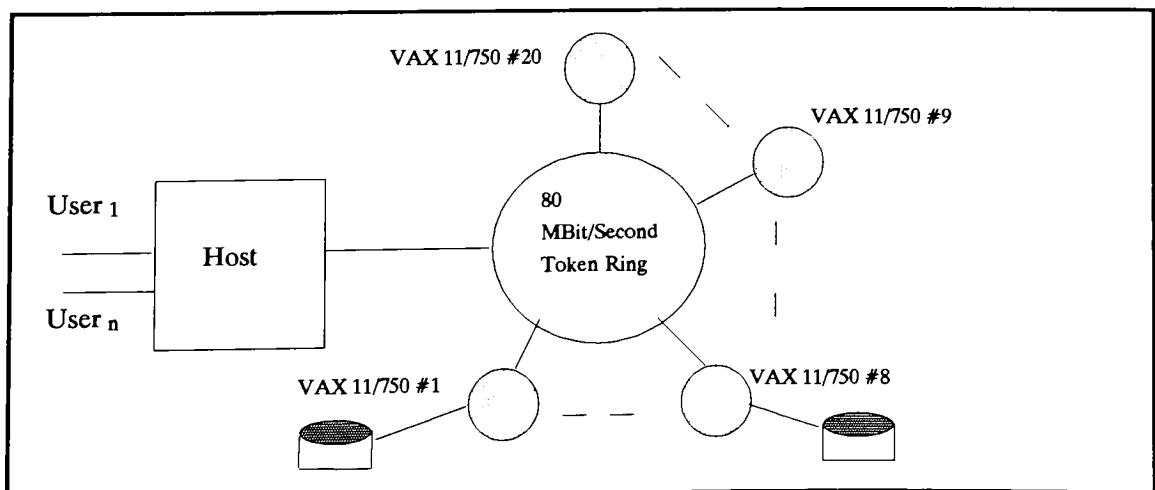 VAX 11/750 #20
VAX 11/750 #9
User 1
Host
User n
80
MBit/Second
Token Ring
VAX 11/750 #1
VAX 11/750 #8